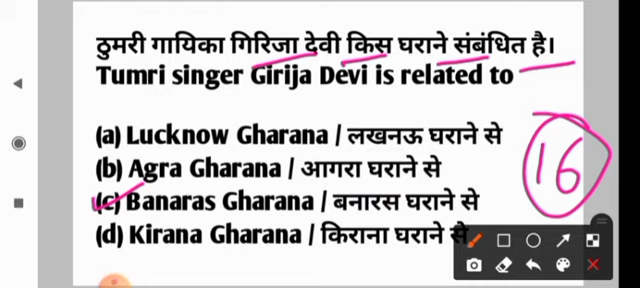 ठुमरी गायिका गिरिजा देवी किस घराने संबंधित है।
Tumri singer Girija Devi is related to
(a) Lucknow Gharana / लखनऊ घराने से
(b) Agra Gharana / आगरा घराने से
(c) Banaras Gharana / बनारस घराने से
(d) Kirana Gharana / किराना घराने से
16